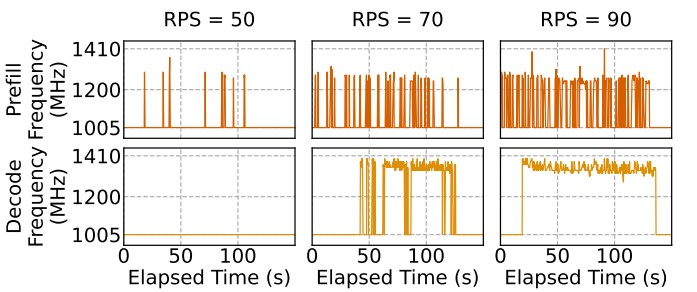 RPS = 50 RPS = 70 RPS = 90
Prefill
Frequency
(MHz)
1410
1200
1005
Decode
Frequency
(MHz)
1410
1200
1005
0 50 100 0 50 100 0 50 100
Elapsed Time (s) Elapsed Time (s) Elapsed Time (s)